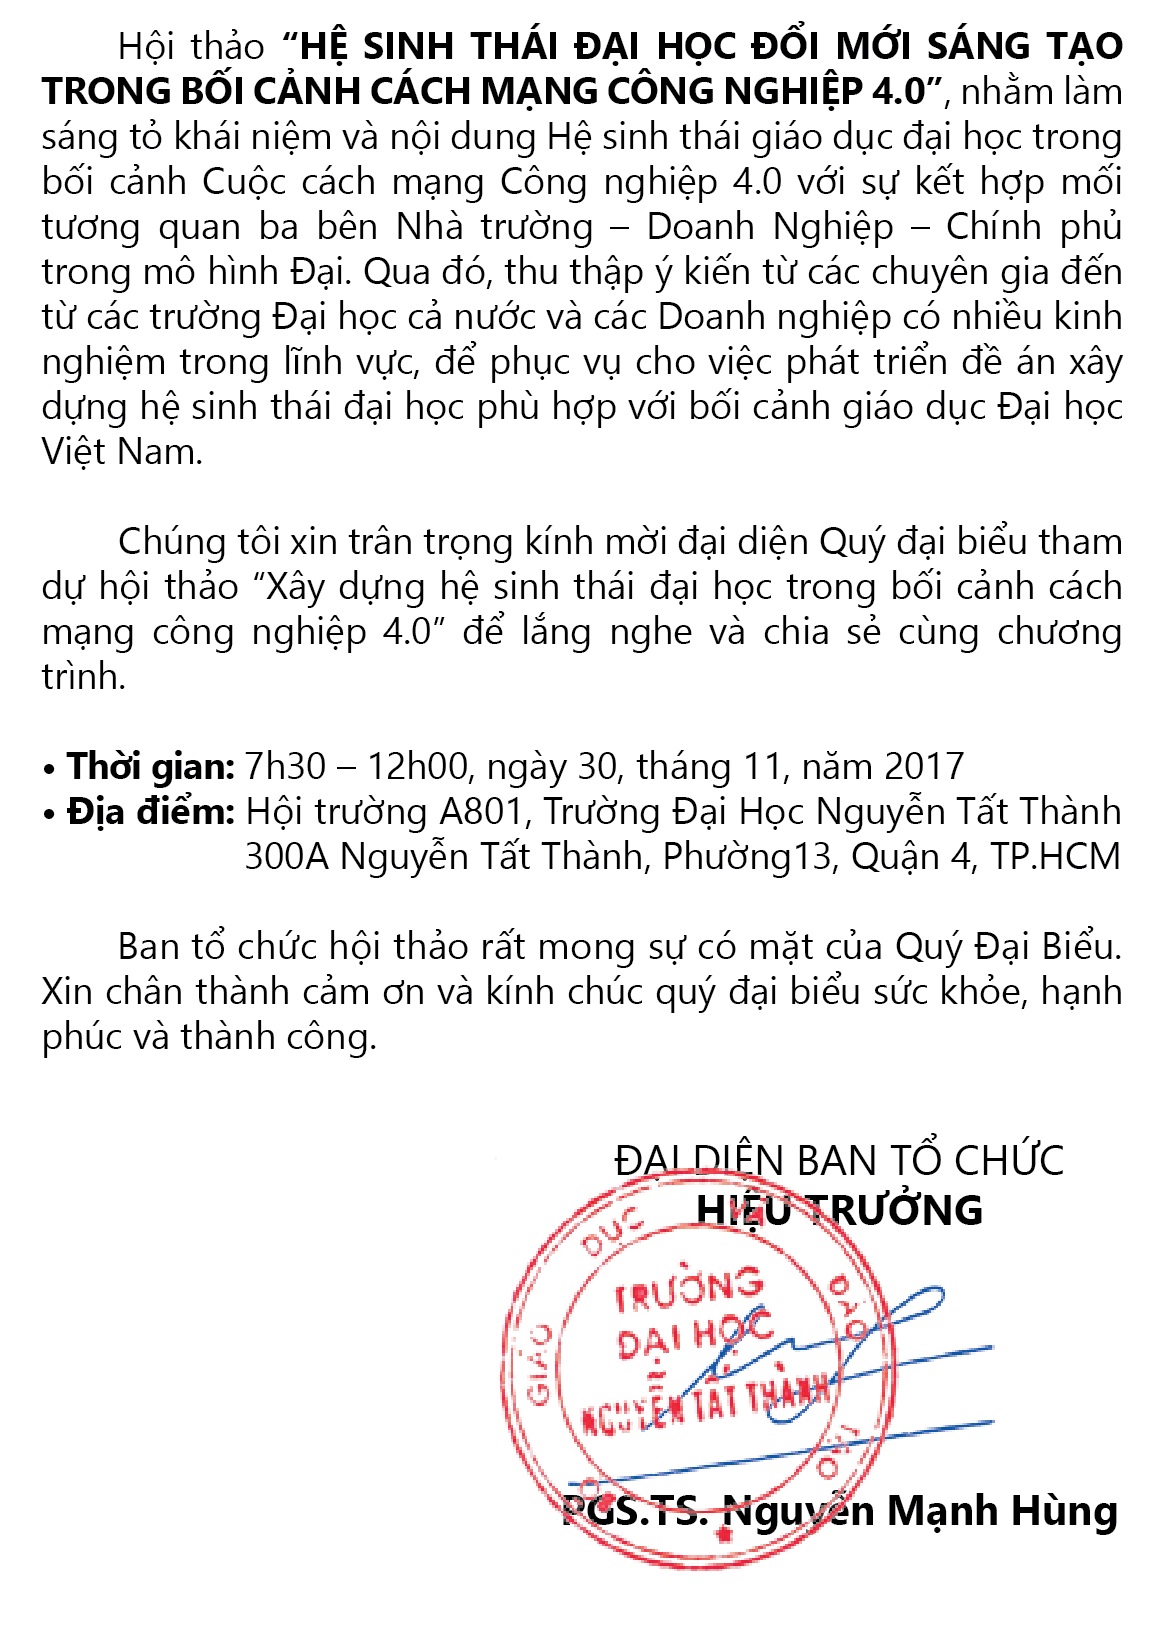 Hội thảo “HỆ SINH THÁI ĐẠI HỌC ĐỔI MỚI SÁNG TẠO
TRONG BỐI CẢNH CÁCH MẠNG CÔNG NGHIỆP 4.0”, nhằm làm
sáng tỏ khái niệm và nội dung Hệ sinh thái giáo dục đại học trong
bối cảnh Cuộc cách mạng Công nghiệp 4.0 với sự kết hợp mối
tương quan ba bên Nhà trường – Doanh Nghiệp – Chính phủ
trong mô hình Đại. Qua đó, thu thập ý kiến từ các chuyên gia đến
từ các trường Đại học cả nước và các Doanh nghiệp có nhiều kinh
nghiệm trong lĩnh vực, để phục vụ cho việc phát triển đề án xây
dựng hệ sinh thái đại học phù hợp với bối cảnh giáo dục Đại học
Việt Nam.
Chúng tôi xin trân trọng kính mời đại diện Quý đại biểu tham
dự hội thảo “Xây dựng hệ sinh thái đại học trong bối cảnh cách
mạng công nghiệp 4.0” để lắng nghe và chia sẻ cùng chương
trình.
• Thời gian: 7h30 – 12h00, ngày 30, tháng 11, năm 2017
• Địa điểm: Hội trường A801, Trường Đại Học Nguyễn Tất Thành
300A Nguyễn Tất Thành, Phường13, Quận 4, TP.HCM
Ban tổ chức hội thảo rất mong sự có mặt của Quý Đại Biểu.
Xin chân thành cảm ơn và kính chúc quý đại biểu sức khỏe, hạnh
phúc và thành công.
ĐẠI DIỆN BAN TỔ CHỨC
HIỆU TRƯỞNG
BỘ GIÁO DỤC VÀ ĐÀO TẠO
TRƯỜNG
ĐẠI HỌC
NGUYỄN TẤT THÀNH
PGS.TS. Nguyễn Mạnh Hùng